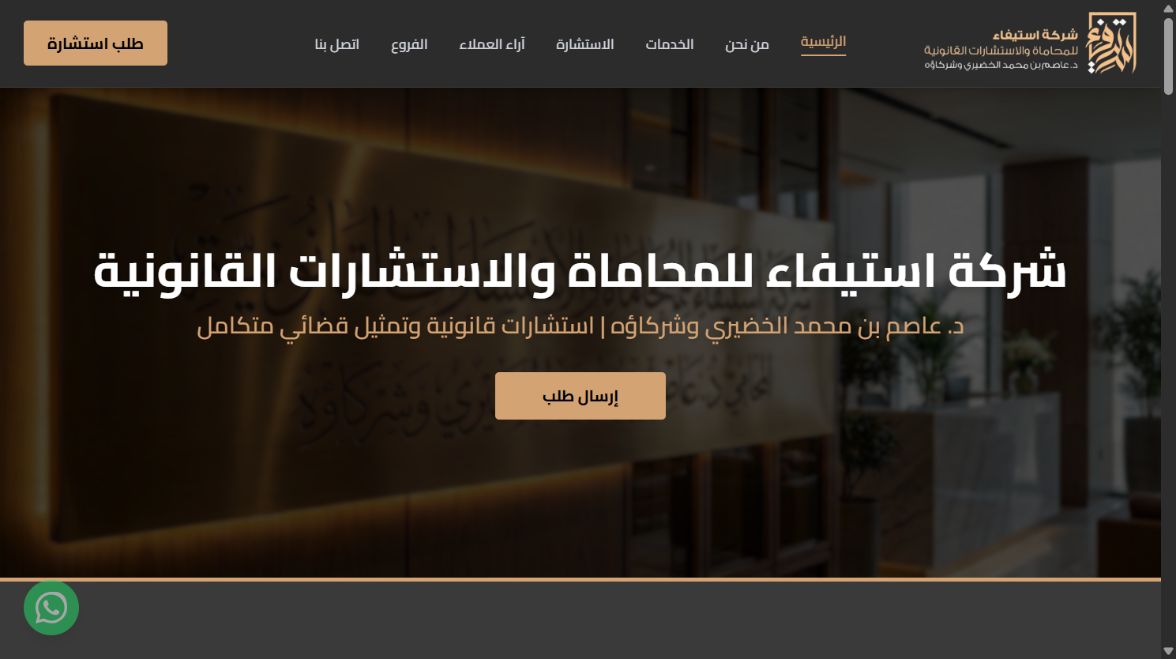 شركة استيفاء
للمحاماة والاستشارات القانونية
د. عاصم بن محمد الخضيري وشركاؤه
الرئيسية
من نحن
الخدمات
الاستشارة
آراء العملاء
الفروع
اتصل بنا
طلب استشارة
شركة استيفاء للمحاماة والاستشارات القانونية
د. عاصم بن محمد الخضيري وشركاؤه | استشارات قانونية وتمثيل قضائي متكامل
إرسال طلب